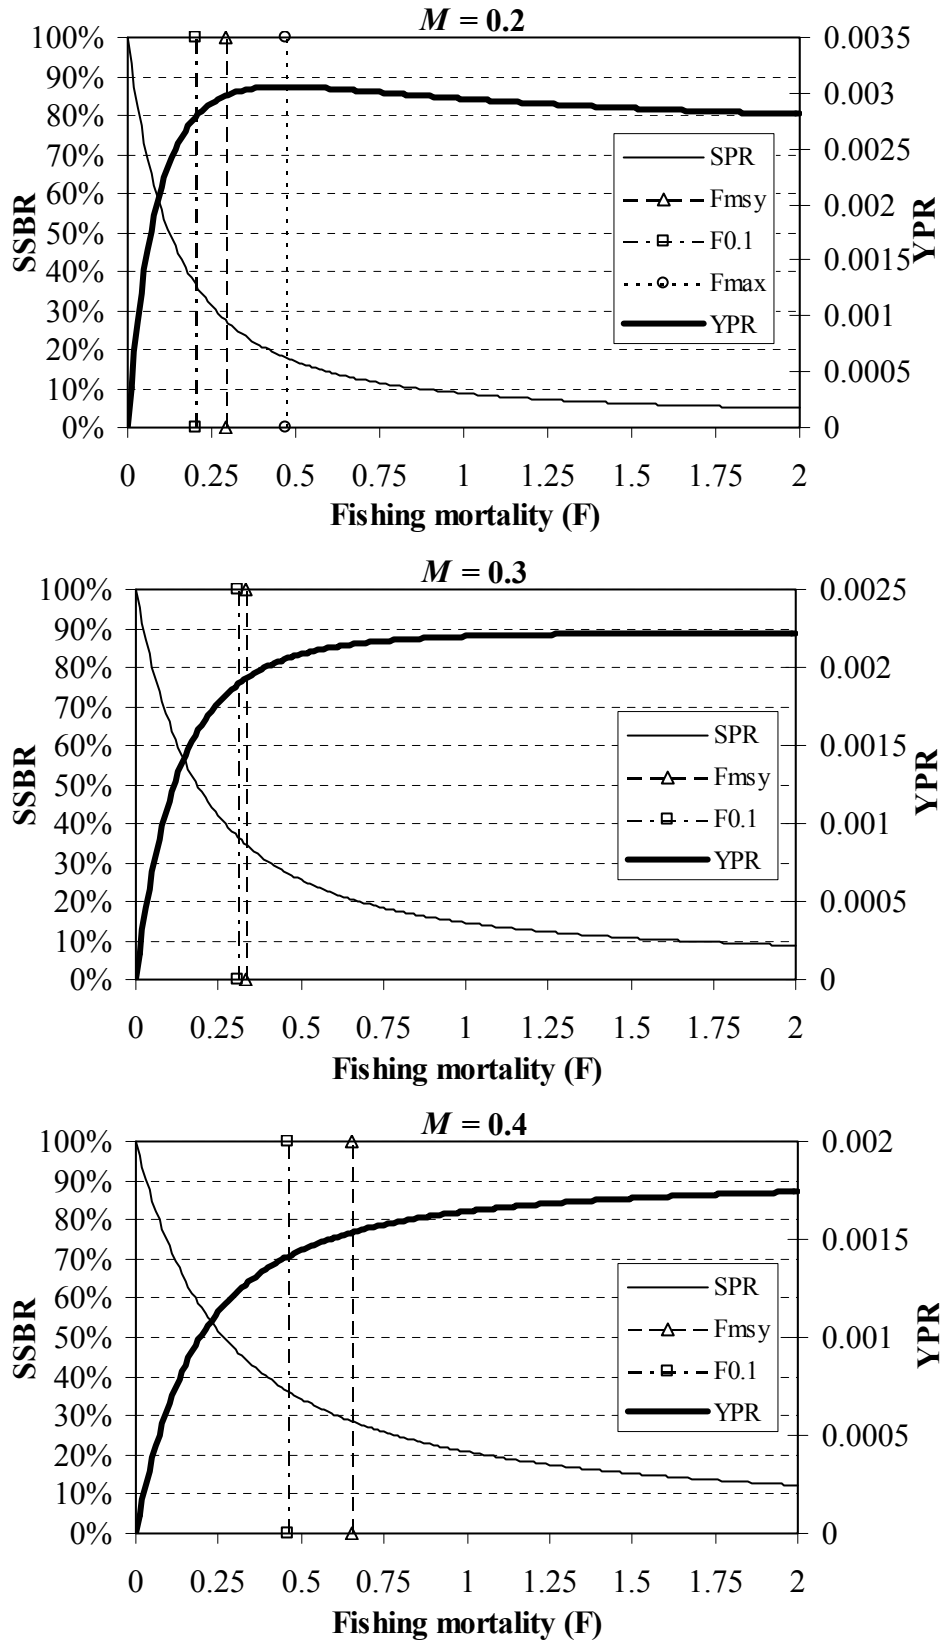 M = 0.2
100%
90%
80%
70%
60%
50%
40%
30%
20%
10%
0%
SSBR
0.0035
0.003
0.0025
0.002
0.0015
0.001
0.0005
0
YPR
SPR
Fmsy
F0.1
Fmax
YPR
0 0.25 0.5 0.75 1 1.25 1.5 1.75 2
Fishing mortality (F)
M = 0.3
100%
90%
80%
70%
60%
50%
40%
30%
20%
10%
0%
SSBR
0.0025
0.002
0.0015
0.001
0.0005
0
YPR
SPR
Fmsy
F0.1
YPR
0 0.25 0.5 0.75 1 1.25 1.5 1.75 2
Fishing mortality (F)
M = 0.4
100%
90%
80%
70%
60%
50%
40%
30%
20%
10%
0%
SSBR
0.002
0.0015
0.001
0.0005
0
YPR
SPR
Fmsy
F0.1
YPR
0 0.25 0.5 0.75 1 1.25 1.5 1.75 2
Fishing mortality (F)